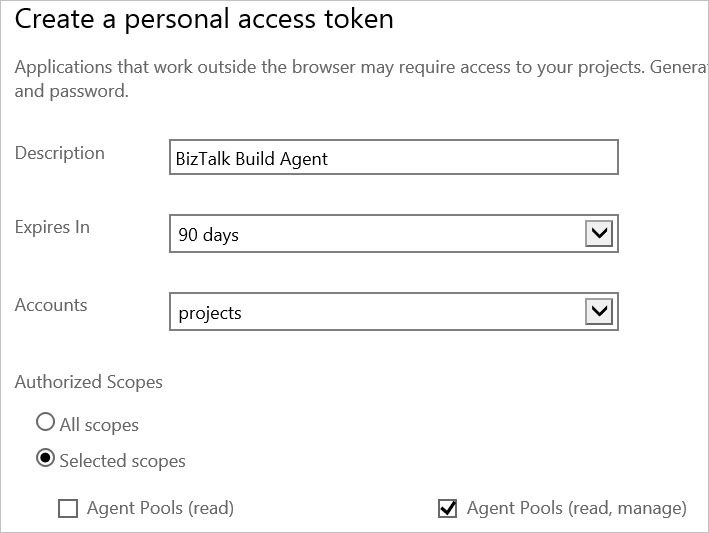 Create a personal access token
Applications that work outside the browser may require access to your projects.
and password.
Description
BizTalk Build Agent
Expires In
90 days
Accounts
projects
Authorized Scopes
All scopes
Selected scopes
Agent Pools (read)
Agent Pools (read, manage)